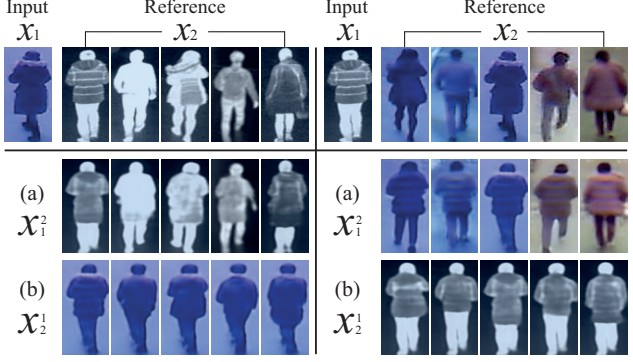 Input Reference Input Reference
x₁ x₂ x₁ x₂
(a) (a)
x₁² x₁²
(b) (b)
x₂¹ x₂¹